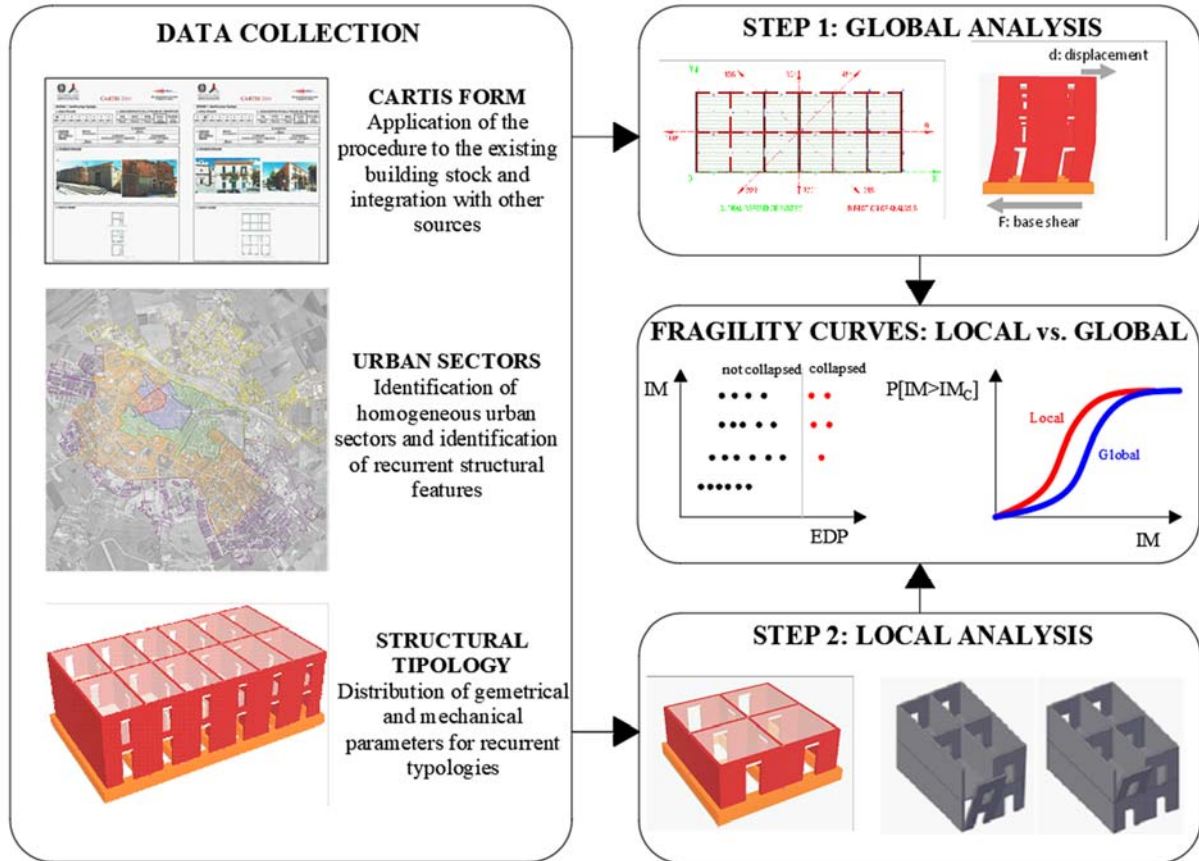 DATA COLLECTION
CARTIS FORM
Application of the
procedure to the existing
building stock and
integration with other
sources
URBAN SECTORS
Identification of
homogeneous urban
sectors and identification
of recurrent structural
features
STRUCTURAL
TIPOLOGY
Distribution of gemetrical
and mechanical
parameters for recurrent
typologies
STEP 1: GLOBAL ANALYSIS
d: displacement
F: base shear
FRAGILITY CURVES: LOCAL vs. GLOBAL
not collapsed
collapsed
IM
EDP
P[IM>IMC]
Local
Global
IM
STEP 2: LOCAL ANALYSIS